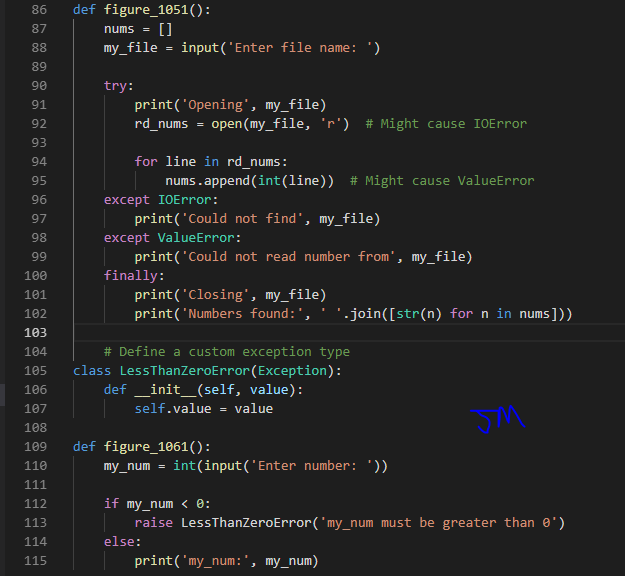 86 def figure_1051():
87     nums = []
88     my_file = input('Enter file name: ')
89
90     try:
91         print('Opening', my_file)
92         rd_nums = open(my_file, 'r')  # Might cause IOError
93
94         for line in rd_nums:
95             nums.append(int(line))  # Might cause ValueError
96     except IOError:
97         print('Could not find', my_file)
98     except ValueError:
99         print('Could not read number from', my_file)
100     finally:
101         print('Closing', my_file)
102         print('Numbers found:', ' '.join([str(n) for n in nums]))
103
104     # Define a custom exception type
105 class LessThanZeroError(Exception):
106     def __init__(self, value):
107         self.value = value
JM
108
109 def figure_1061():
110     my_num = int(input('Enter number: '))
111
112     if my_num < 0:
113         raise LessThanZeroError('my_num must be greater than 0')
114     else:
115         print('my_num:', my_num)